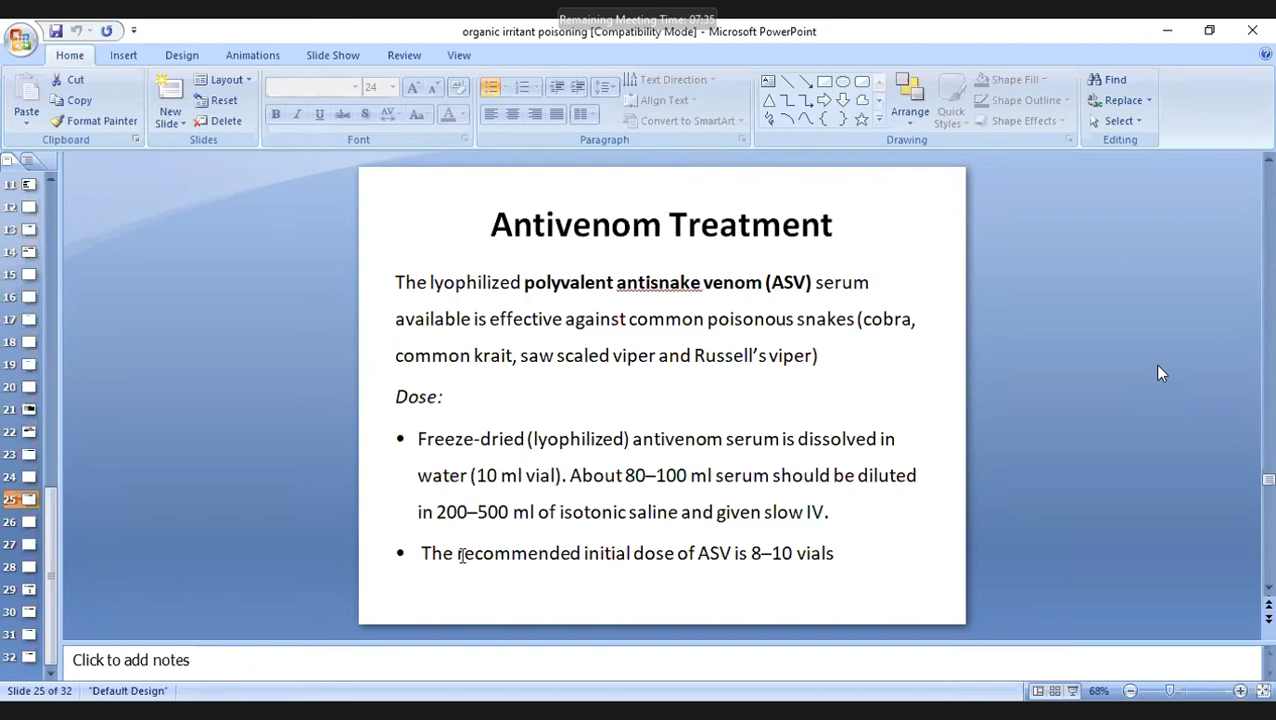 Remaining Meeting Time: 07:35
organic irritant poisoning [Compatibility Mode] - Microsoft PowerPoint
Home Insert Design Animations Slide Show Review View
Paste
Cut
Copy
Format Painter
Clipboard
New Slide
Layout
Reset
Delete
Slides
24
B I U S AV Aa A
Font
Text Direction
Align Text
Convert to SmartArt
Paragraph
Arrange
Quick Styles
Shape Fill
Shape Outline
Shape Effects
Drawing
Find
Replace
Select
Editing
11
12
13
14
15
16
17
18
19
20
21
22
23
24
25
26
27
28
29
30
31
32
Antivenom Treatment
The lyophilized polyvalent antisnake venom (ASV) serum
available is effective against common poisonous snakes (cobra,
common krait, saw scaled viper and Russell’s viper)
Dose:
• Freeze-dried (lyophilized) antivenom serum is dissolved in
water (10 ml vial). About 80–100 ml serum should be diluted
in 200–500 ml of isotonic saline and given slow IV.
• The recommended initial dose of ASV is 8–10 vials
Click to add notes
Slide 25 of 32 "Default Design" 68%